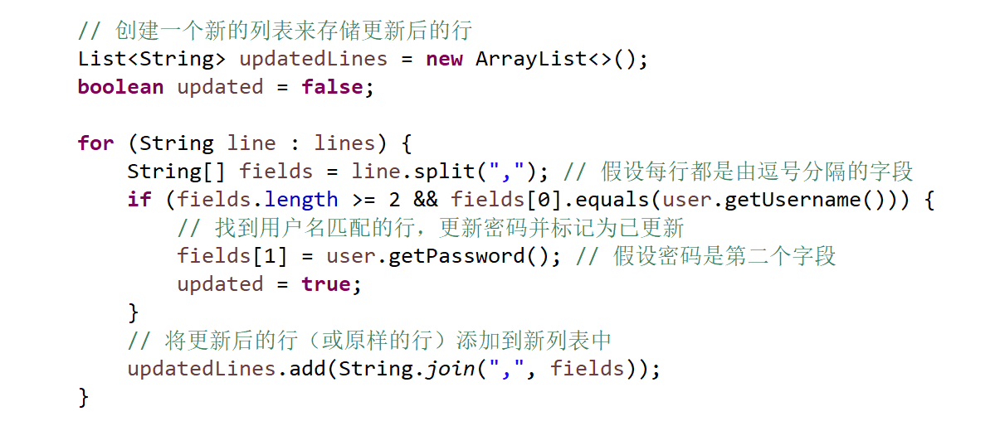 // 创建一个新的列表来存储更新后的行
List<String> updatedLines = new ArrayList<>();
boolean updated = false;
for (String line : lines) {
String[] fields = line.split(","); // 假设每行都是由逗号分隔的字段
if (fields.length >= 2 && fields[0].equals(user.getUsername())) {
// 找到用户名匹配的行，更新密码并标记为已更新
fields[1] = user.getPassword(); // 假设密码是第二个字段
updated = true;
}
// 将更新后的行（或原样的行）添加到新列表中
updatedLines.add(String.join(",", fields));
}